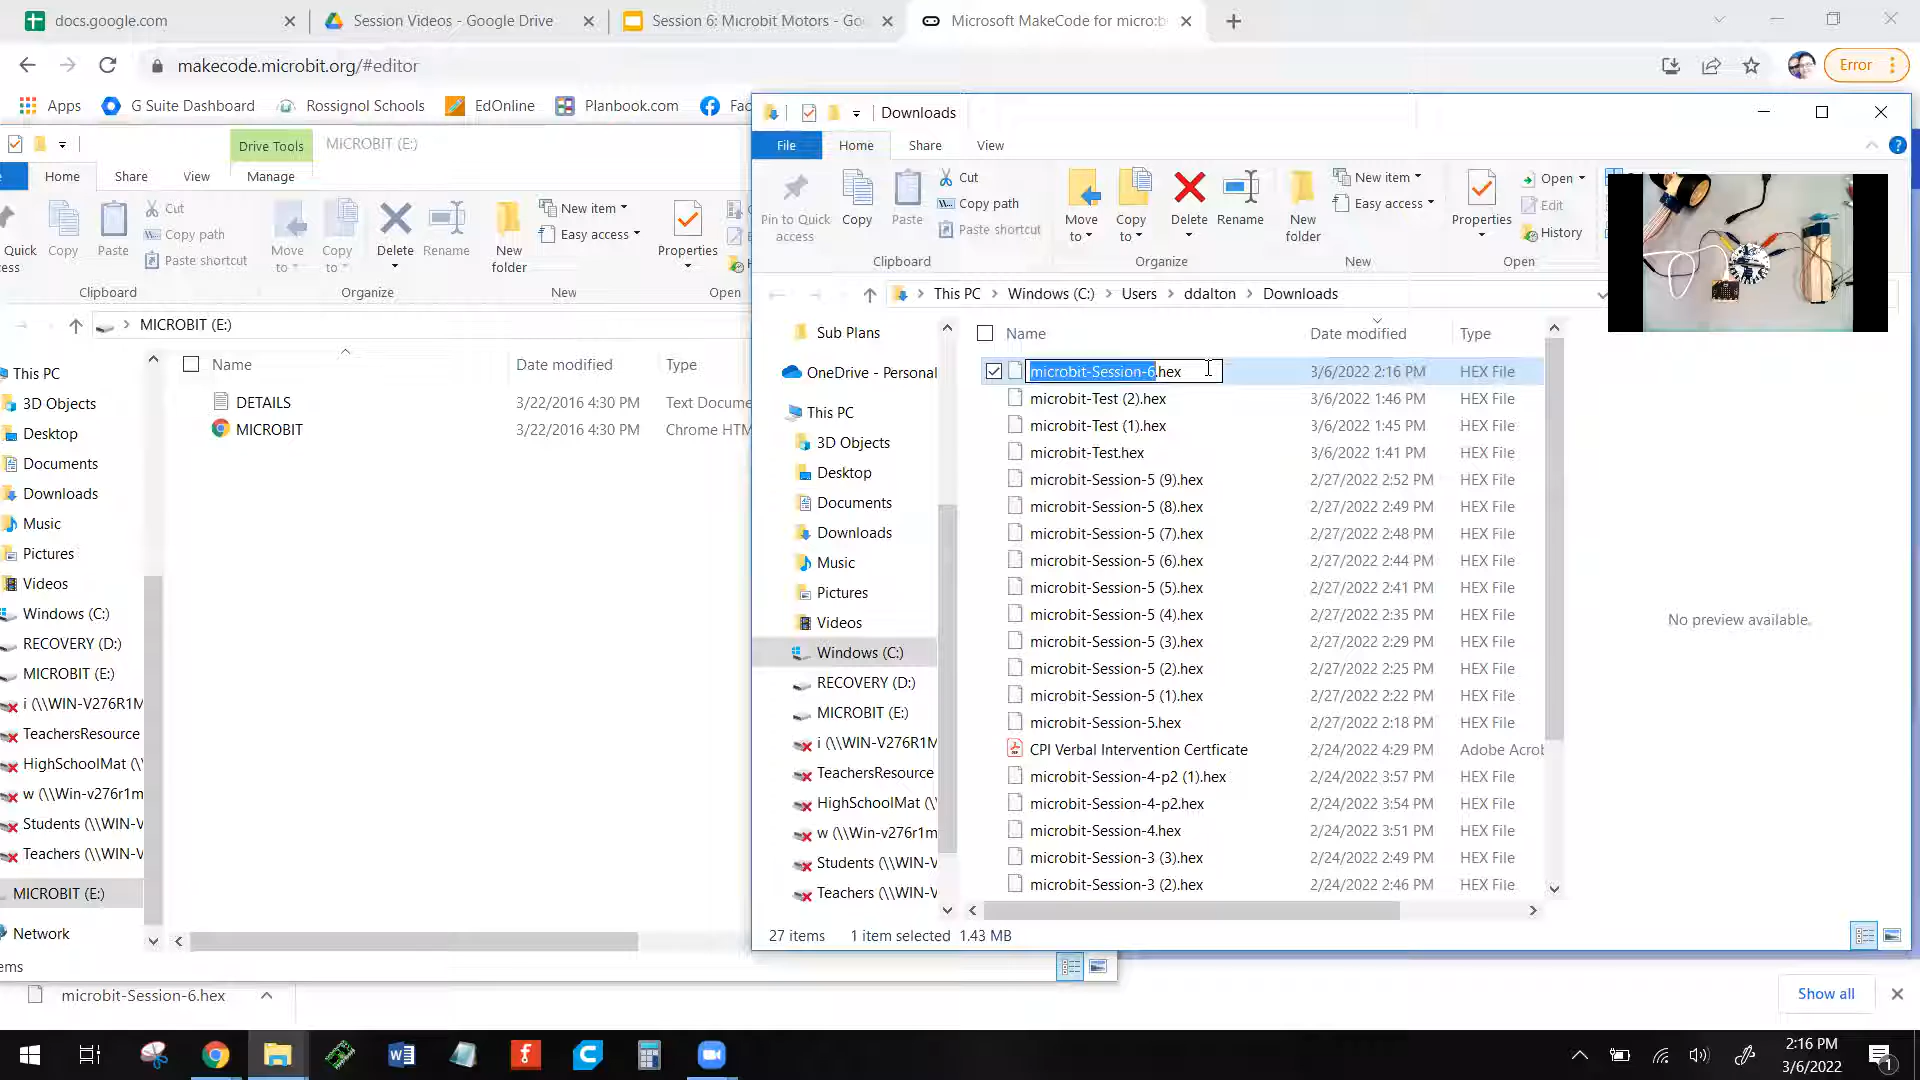 docs.google.com
Session Videos - Google Drive
Session 6: Microbit Motors - Go
Microsoft MakeCode for micro:b
makecode.microbit.org/#editor
Error
Apps
G Suite Dashboard
Rossignol Schools
EdOnline
Planbook.com
Fac
Drive Tools
MICROBIT (E:)
Home
Share
View
Manage
Quick
Copy
Paste
Cut
Copy path
Paste shortcut
Move to
Copy to
Delete
Rename
New folder
New item
Easy access
Properties
Clipboard
Organize
New
Open
MICROBIT (E:)
Name
Date modified
Type
DETAILS 3/22/2016 4:30 PM Text Docume
MICROBIT 3/22/2016 4:30 PM Chrome HTM
This PC
3D Objects
Desktop
Documents
Downloads
Music
Pictures
Videos
Windows (C:)
RECOVERY (D:)
MICROBIT (E:)
i (\\WIN-V276R1M
TeachersResource
HighSchoolMat (\'
w (\\Win-v276r1m
Students (\\WIN-V
Teachers (\\WIN-V
MICROBIT (E:)
Network
ems
Downloads
File
Home
Share
View
Pin to Quick access
Copy
Paste
Cut
Copy path
Paste shortcut
Move to
Copy to
Delete
Rename
New folder
New item
Easy access
Properties
Open
Edit
History
Clipboard
Organize
New
Open
This PC
Windows (C:)
Users
ddalton
Downloads
Sub Plans
OneDrive - Personal
This PC
3D Objects
Desktop
Documents
Downloads
Music
Pictures
Videos
Windows (C:)
RECOVERY (D:)
MICROBIT (E:)
i (\\WIN-V276R1M
TeachersResource
HighSchoolMat (\'
w (\\Win-v276r1m
Students (\\WIN-V
Teachers (\\WIN-V
Name Date modified Type
microbit-Session-6.hex 3/6/2022 2:16 PM HEX File
microbit-Test (2).hex 3/6/2022 1:46 PM HEX File
microbit-Test (1).hex 3/6/2022 1:45 PM HEX File
microbit-Test.hex 3/6/2022 1:41 PM HEX File
microbit-Session-5 (9).hex 2/27/2022 2:52 PM HEX File
microbit-Session-5 (8).hex 2/27/2022 2:49 PM HEX File
microbit-Session-5 (7).hex 2/27/2022 2:48 PM HEX File
microbit-Session-5 (6).hex 2/27/2022 2:44 PM HEX File
microbit-Session-5 (5).hex 2/27/2022 2:41 PM HEX File
microbit-Session-5 (4).hex 2/27/2022 2:35 PM HEX File
microbit-Session-5 (3).hex 2/27/2022 2:29 PM HEX File
microbit-Session-5 (2).hex 2/27/2022 2:25 PM HEX File
microbit-Session-5 (1).hex 2/27/2022 2:22 PM HEX File
microbit-Session-5.hex 2/27/2022 2:18 PM HEX File
CPI Verbal Intervention Certficate 2/24/2022 4:29 PM Adobe Acrob
microbit-Session-4-p2 (1).hex 2/24/2022 3:57 PM HEX File
microbit-Session-4-p2.hex 2/24/2022 3:54 PM HEX File
microbit-Session-4.hex 2/24/2022 3:51 PM HEX File
microbit-Session-3 (3).hex 2/24/2022 2:49 PM HEX File
microbit-Session-3 (2).hex 2/24/2022 2:46 PM HEX File
No preview available.
27 items 1 item selected 1.43 MB
microbit-Session-6.hex
Show all
2:16 PM
3/6/2022
1